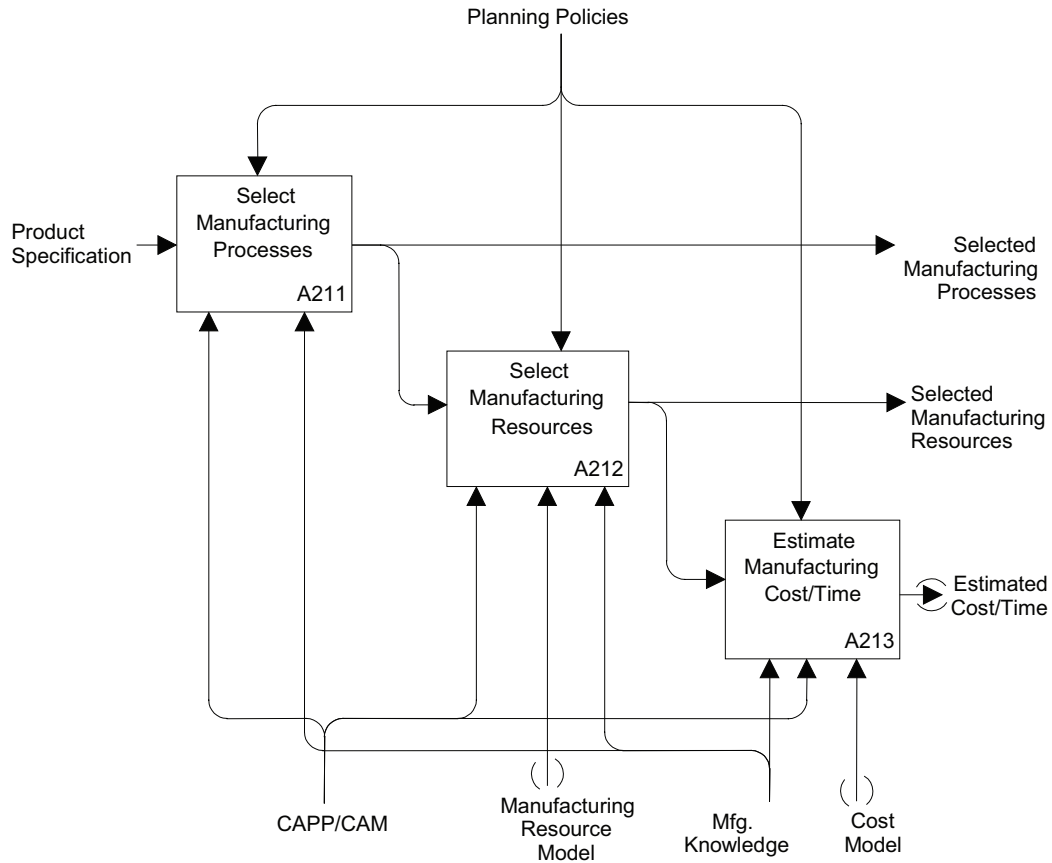 Planning Policies
Select
Manufacturing
Processes
A211
Product
Specification
Selected
Manufacturing
Processes
Select
Manufacturing
Resources
A212
Selected
Manufacturing
Resources
Estimate
Manufacturing
Cost/Time
A213
Estimated
Cost/Time
CAPP/CAM
Manufacturing
Resource
Model
Mfg.
Knowledge
Cost
Model